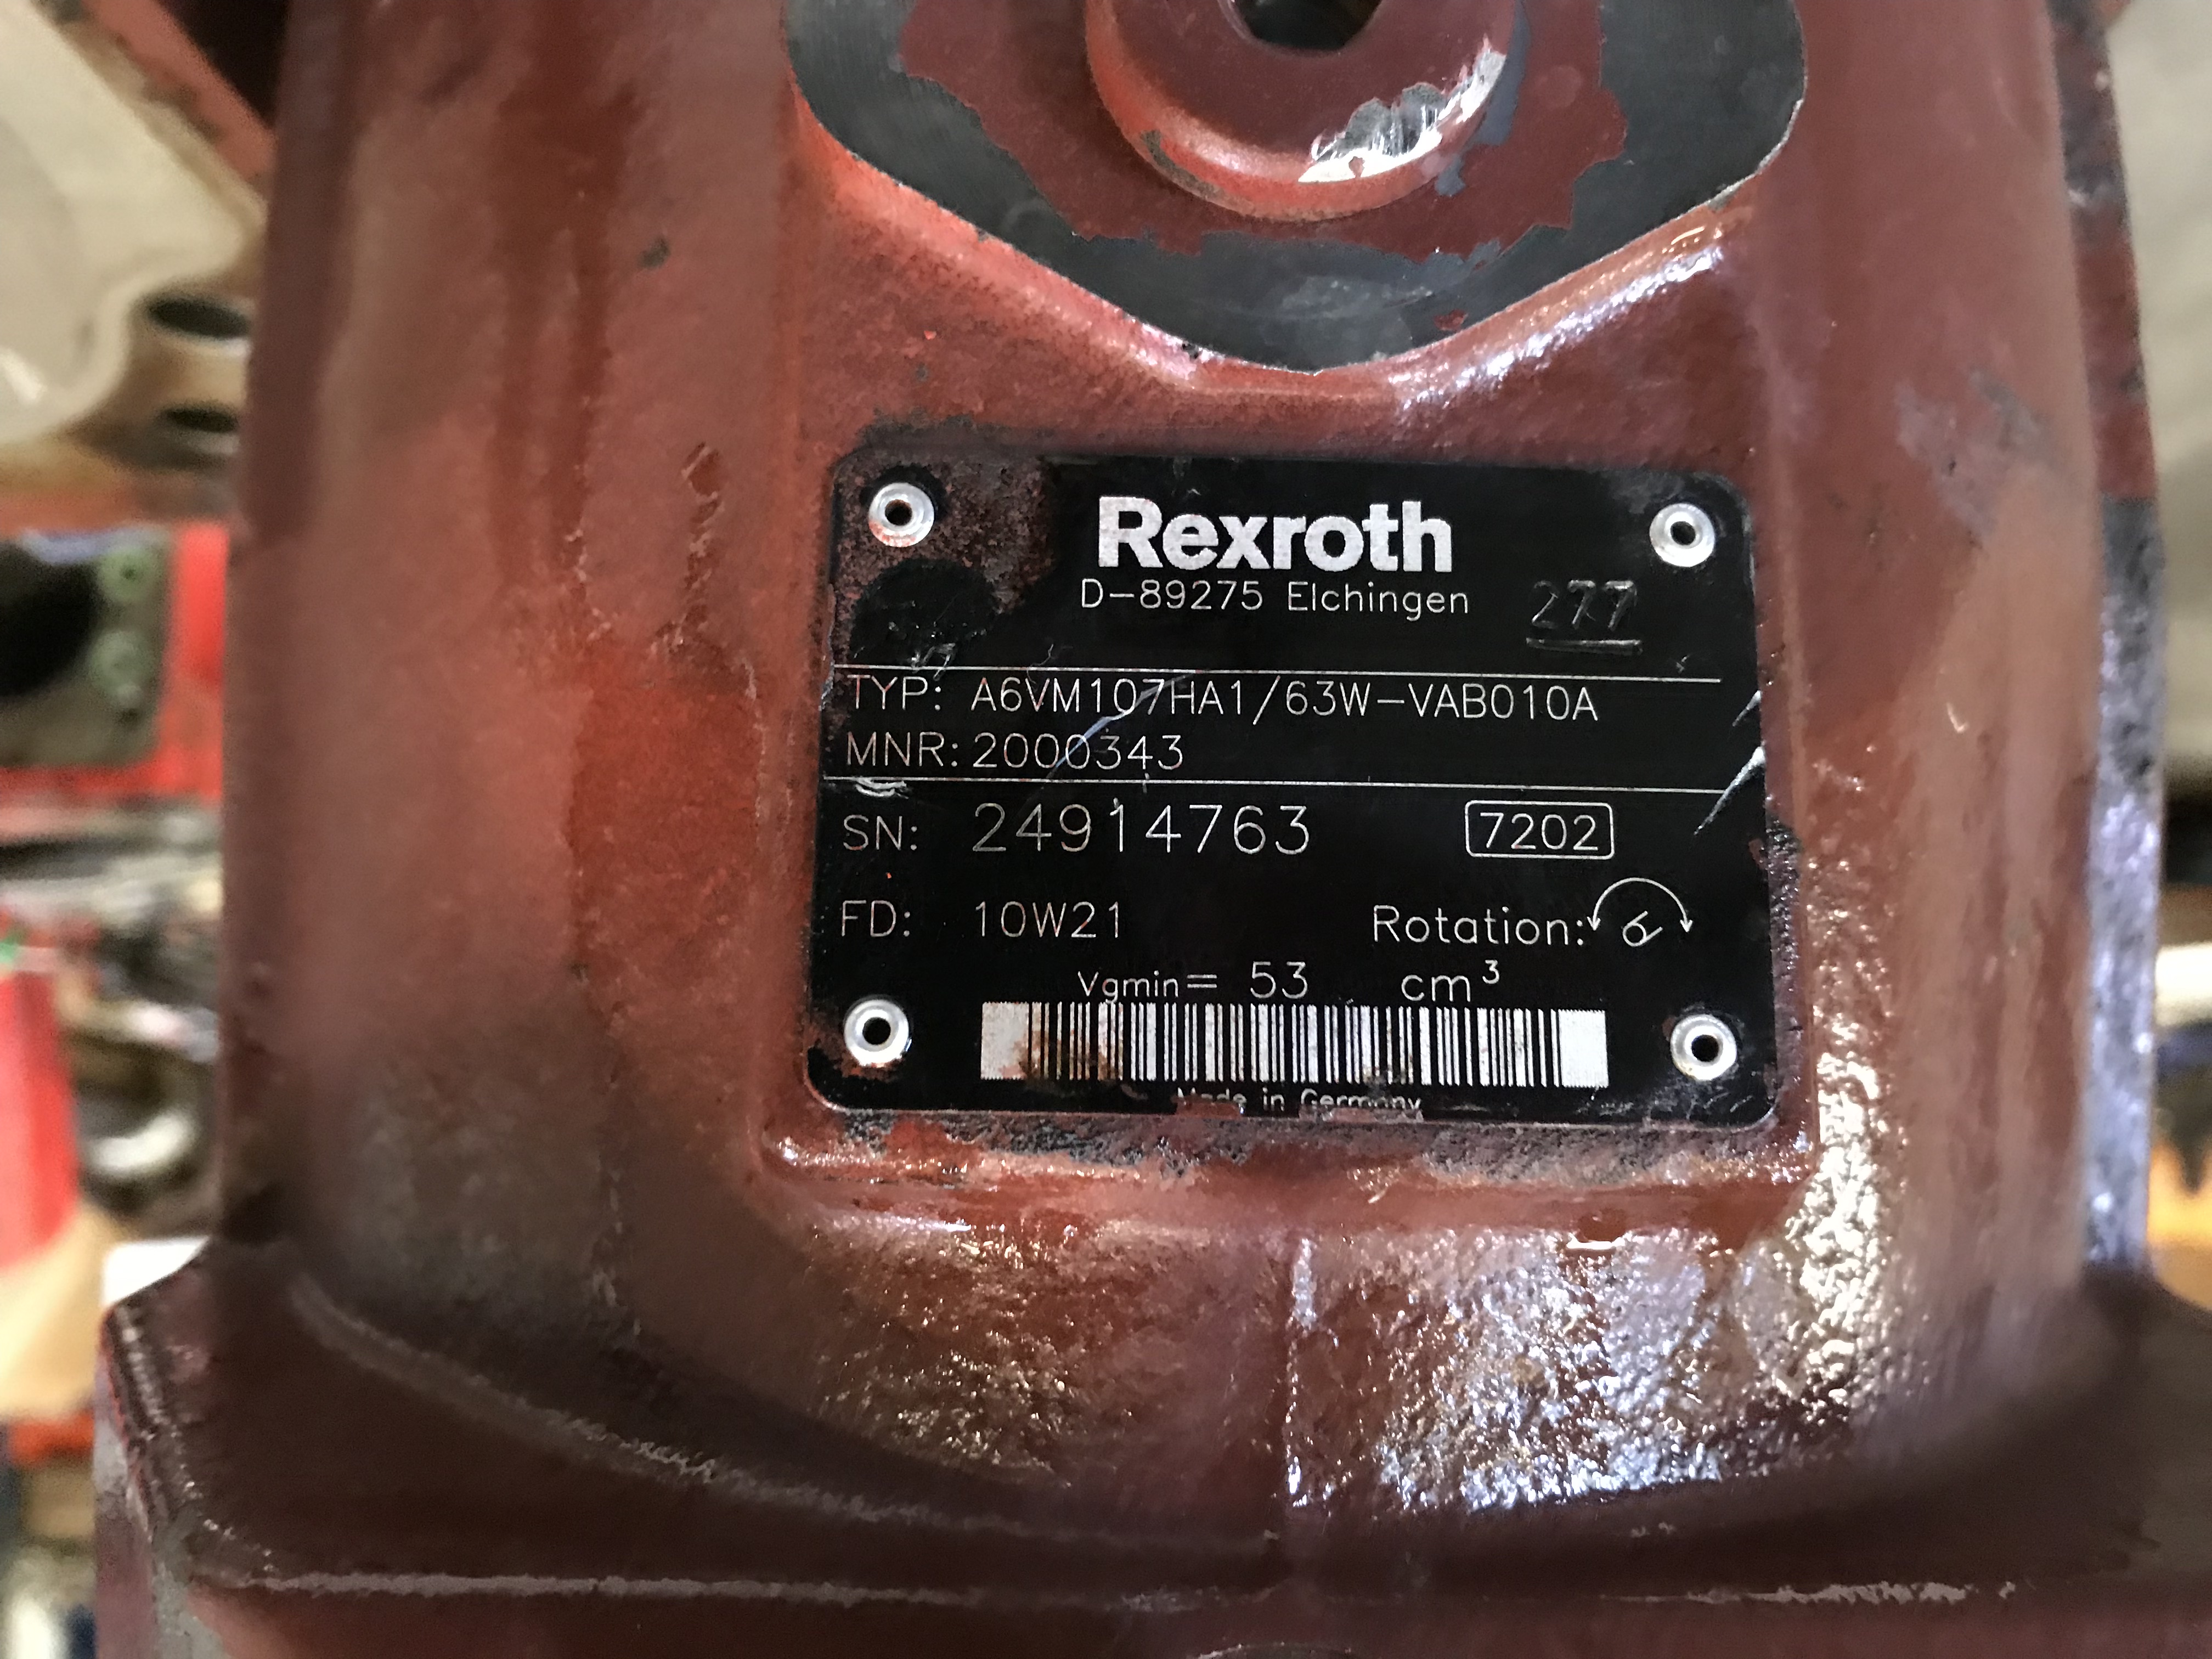 Rexroth
D-89275 Elchingen
277
TYP: A6VM107HA1/63W-VAB010A
MNR: 2000343
SN: 24914763 7202
FD: 10W21 Rotation:
Vgmin= 53 cm³
Made in Germany